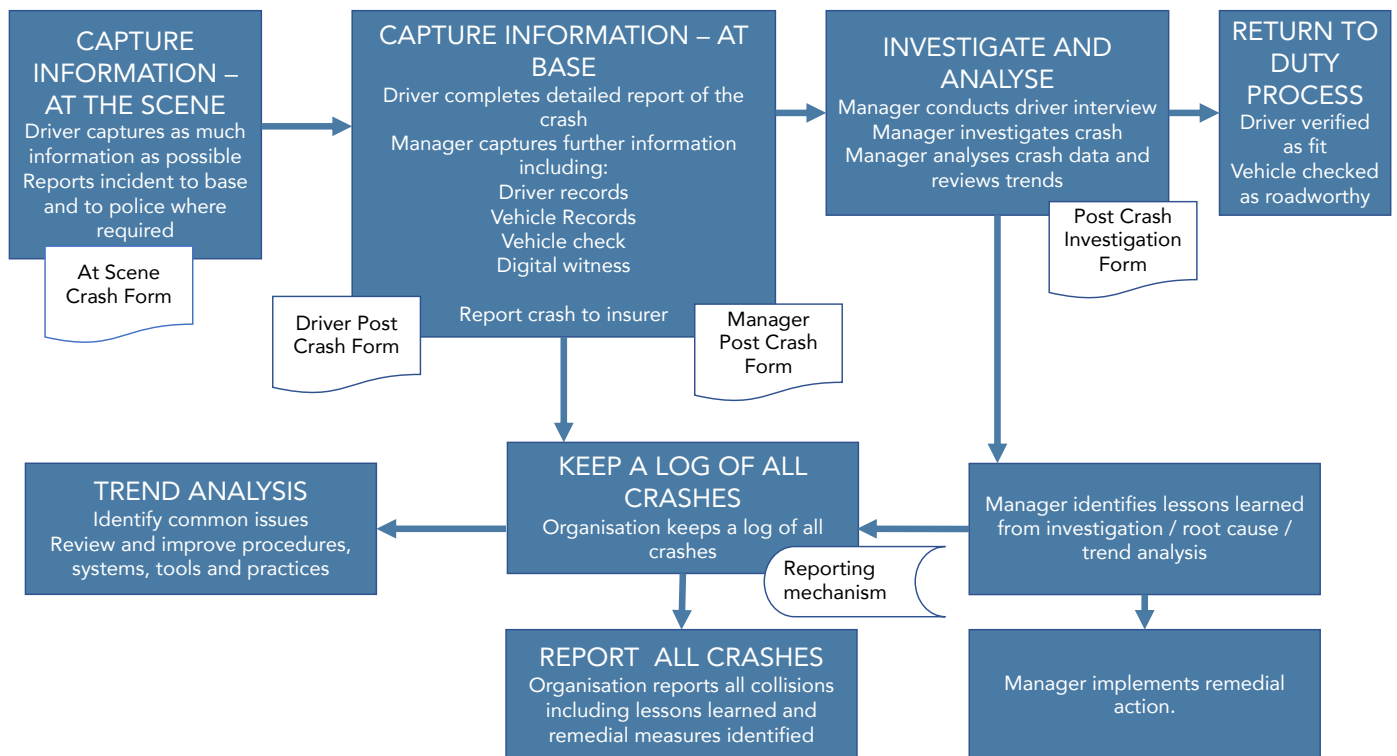 CAPTURE
INFORMATION –
AT THE SCENE
Driver captures as much
information as possible
Reports incident to base
and to police where
required
At Scene
Crash Form
CAPTURE INFORMATION – AT
BASE
Driver completes detailed report of the
crash
Manager captures further information
including:
Driver records
Vehicle Records
Vehicle check
Digital witness
Report crash to insurer
Driver Post
Crash Form
Manager
Post Crash
Form
INVESTIGATE AND
ANALYSE
Manager conducts driver interview
Manager investigates crash
Manager analyses crash data and
reviews trends
Post Crash
Investigation
Form
RETURN TO
DUTY
PROCESS
Driver verified
as fit
Vehicle checked
as roadworthy
TREND ANALYSIS
Identify common issues
Review and improve procedures,
systems, tools and practices
KEEP A LOG OF ALL
CRASHES
Organisation keeps a log of all
crashes
Reporting
mechanism
Manager identifies lessons learned
from investigation / root cause /
trend analysis
REPORT ALL CRASHES
Organisation reports all collisions
including lessons learned and
remedial measures identified
Manager implements remedial
action.